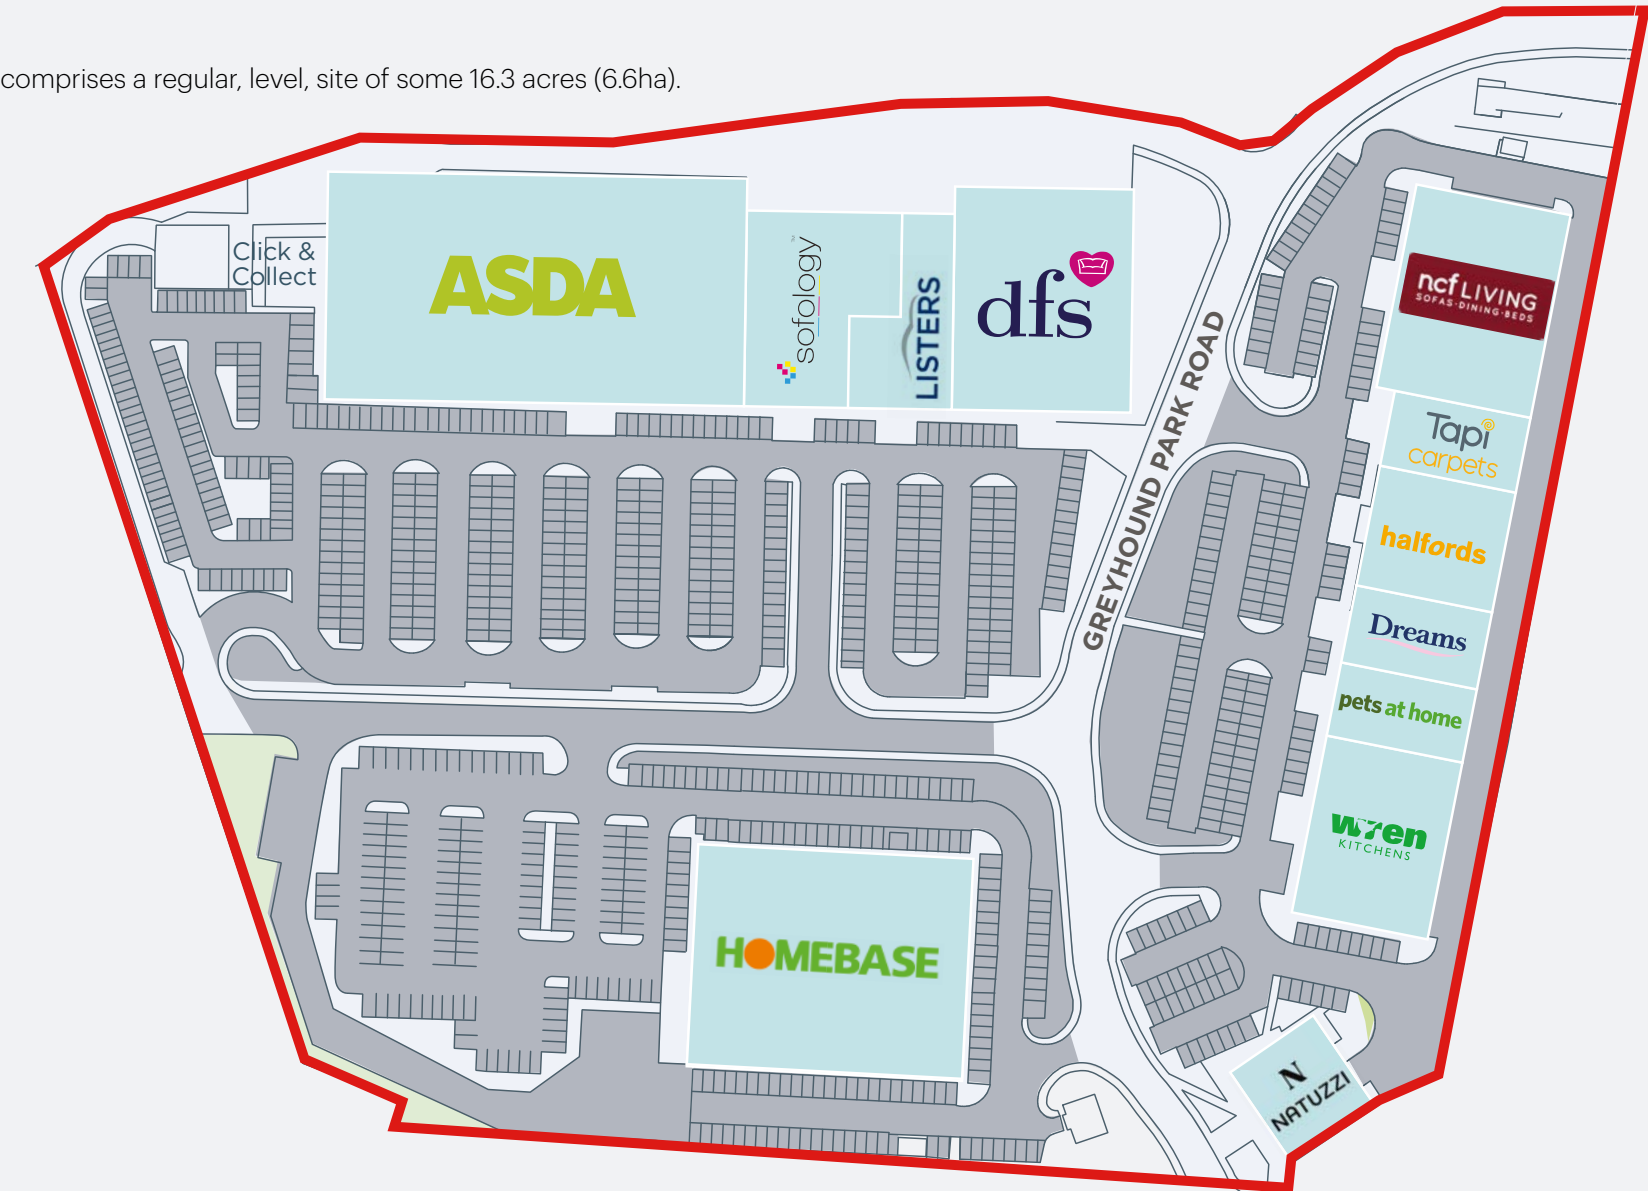 comprises a regular, level, site of some 16.3 acres (6.6ha).
Click &
Collect
ASDA
sofology
LISTERS
dfs
GREYHOUND PARK ROAD
ncf LIVING
SOFAS·DINING·BEDS
Tapi
carpets
halfords
Dreams
pets at home
wren
KITCHENS
HOMEBASE
N
NATUZZI